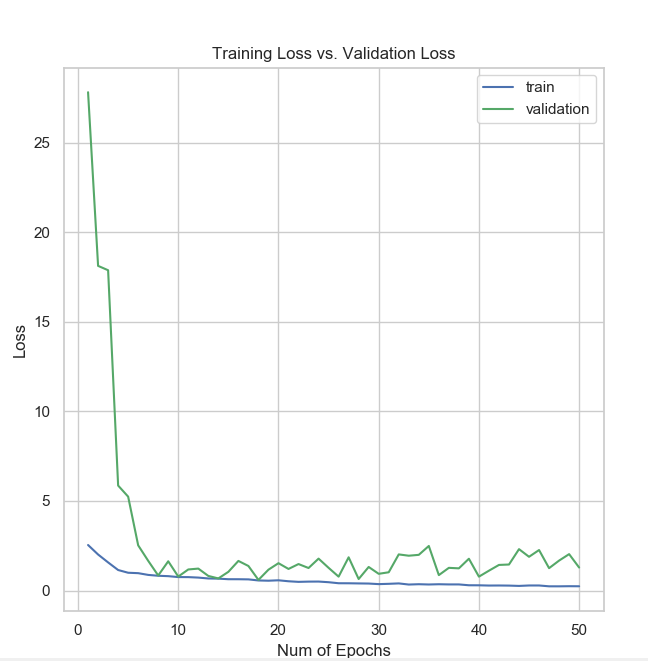 Training Loss vs. Validation Loss
train
validation
25
20
15
10
5
0
Loss
0 10 20 30 40 50
Num of Epochs